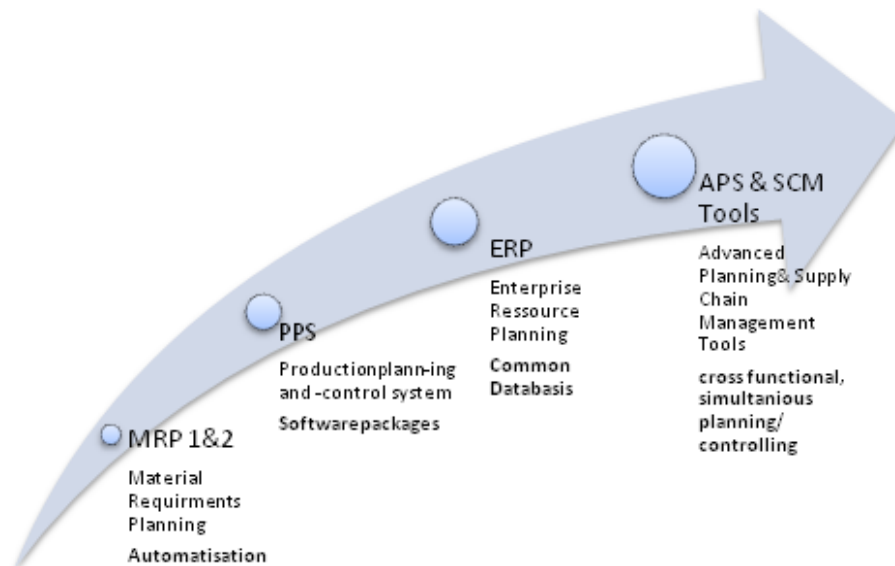 MRP 1&2
Material
Requirments
Planning
Automatisation
PPS
Productionplann-ing
and -control system
Softwarepackages
ERP
Enterprise
Ressource
Planning
Common
Databasis
APS & SCM
Tools
Advanced
Planning& Supply
Chain
Management
Tools
cross functional,
simultanious
planning/
controlling